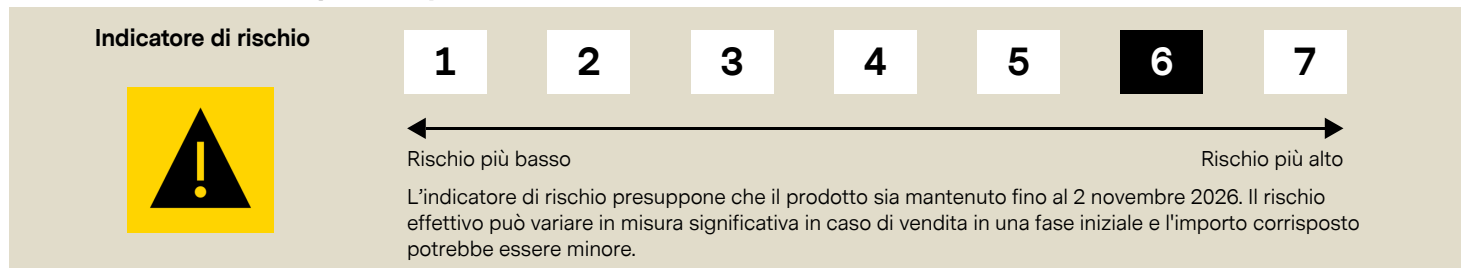 Indicatore di rischio
1 2 3 4 5 6 7
Rischio più basso Rischio più alto
L'indicatore di rischio presuppone che il prodotto sia mantenuto fino al 2 novembre 2026. Il rischio
effettivo può variare in misura significativa in caso di vendita in una fase iniziale e l'importo corrisposto
potrebbe essere minore.